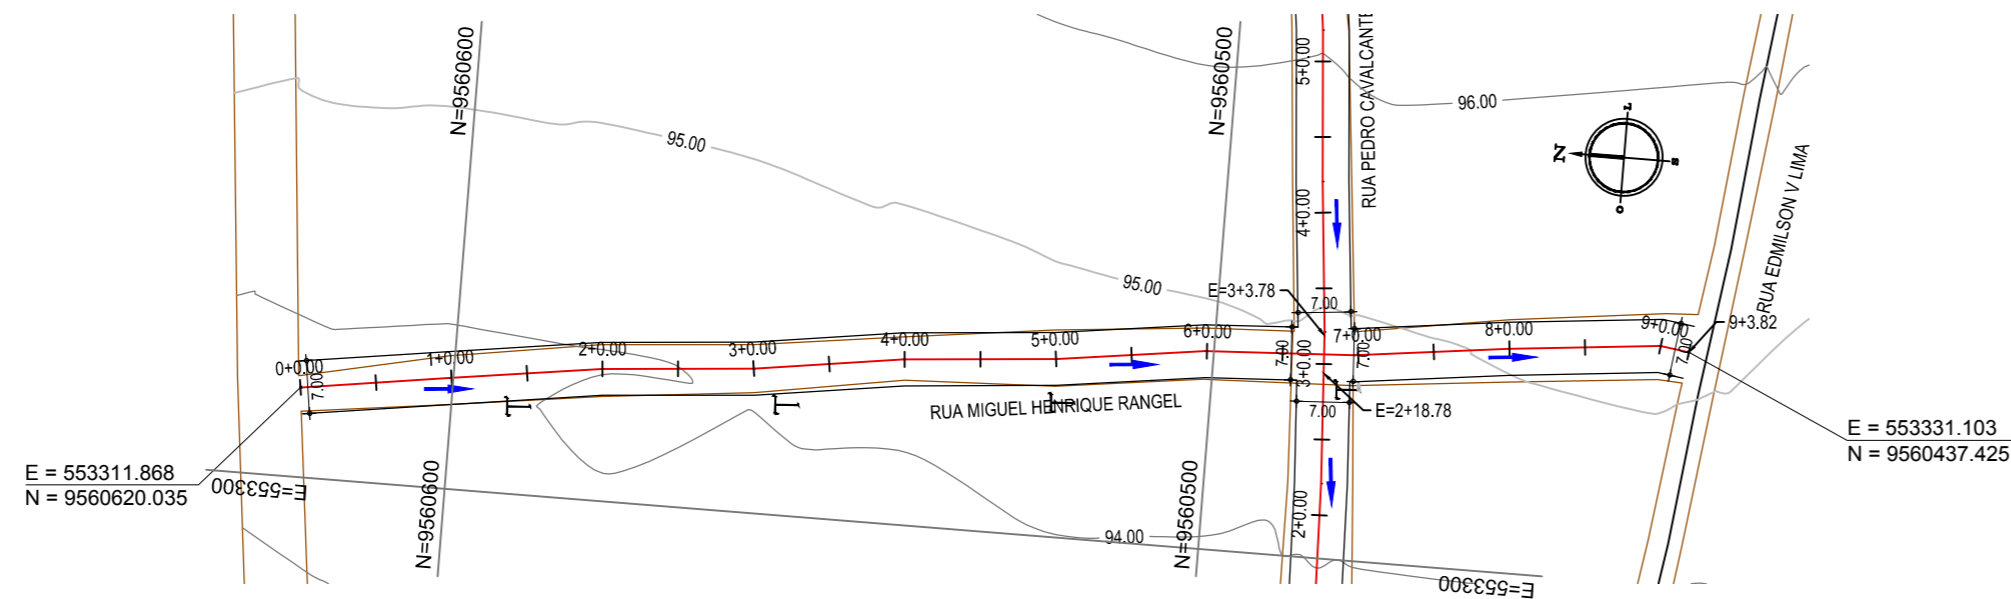 N=9560600
N=9560500
5+0.00
RUA PEDRO CAVALCANTE
96.00
95.00
L
N
S
O
4+0.00
RUA EDMILSON V LIMA
95.00
E=3+3.78
7.00
0+0.00
1+0.00
2+0.00
3+0.00
4+0.00
5+0.00
6+0.00
7+0.00
8+0.00
9+0.00
9+3.82
7.00
7.00
3+0.00
7.00
7.00
RUA MIGUEL HENRIQUE RANGEL
7.00
E=2+18.78
E = 553311.868
N = 9560620.035
E = 553331.103
N = 9560437.425
E=553300
N=9560600
N=9560500
2+0.00
94.00
E=553300